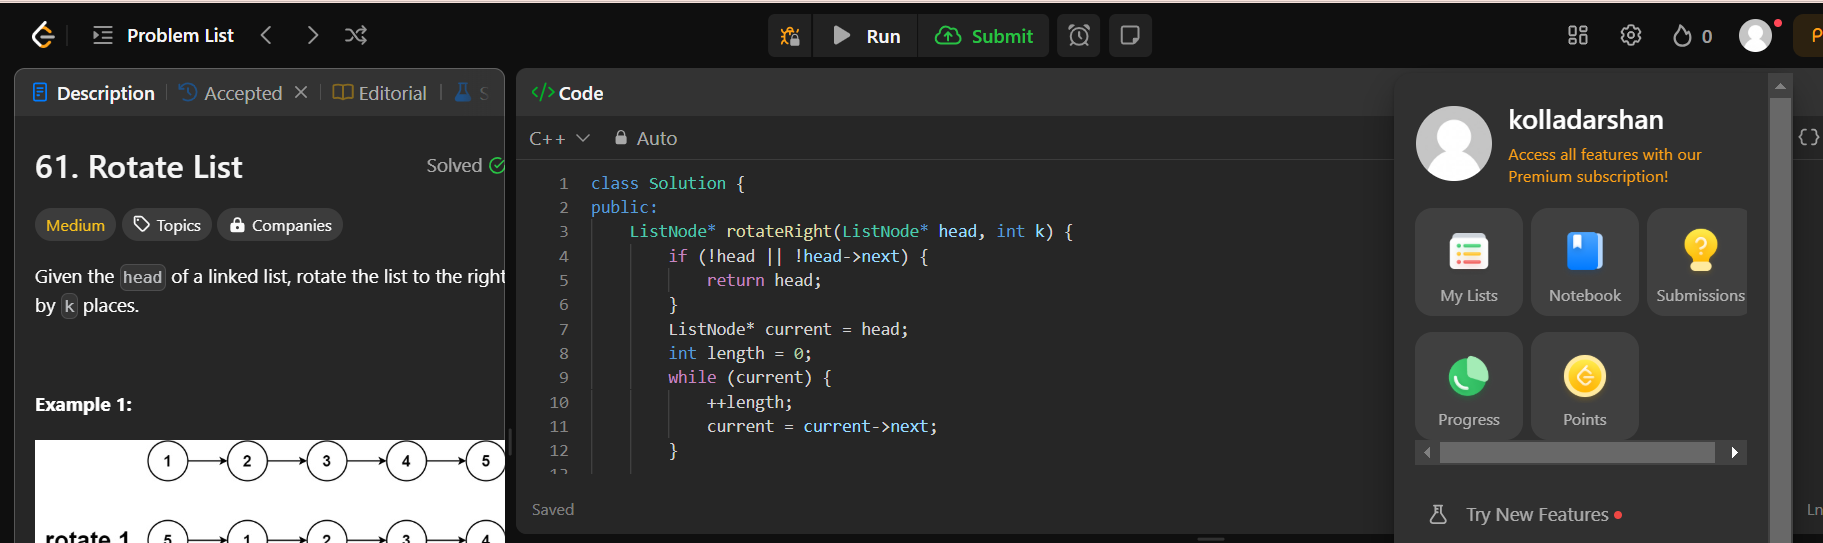 Problem List
Run
Submit
0
Description
Accepted
Editorial
S
61. Rotate List
Solved
Medium
Topics
Companies
Given the head of a linked list, rotate the list to the right
by k places.
Example 1:
1 2 3 4 5
rotate 1 5 1 2 3 4
Code
C++
Auto
1 class Solution {
2 public:
3 ListNode* rotateRight(ListNode* head, int k) {
4 if (!head || !head->next) {
5 return head;
6 }
7 ListNode* current = head;
8 int length = 0;
9 while (current) {
10 ++length;
11 current = current->next;
12 }
Saved
kolladarshan
Access all features with our
Premium subscription!
My Lists
Notebook
Submissions
Progress
Points
Try New Features
{}
Ln